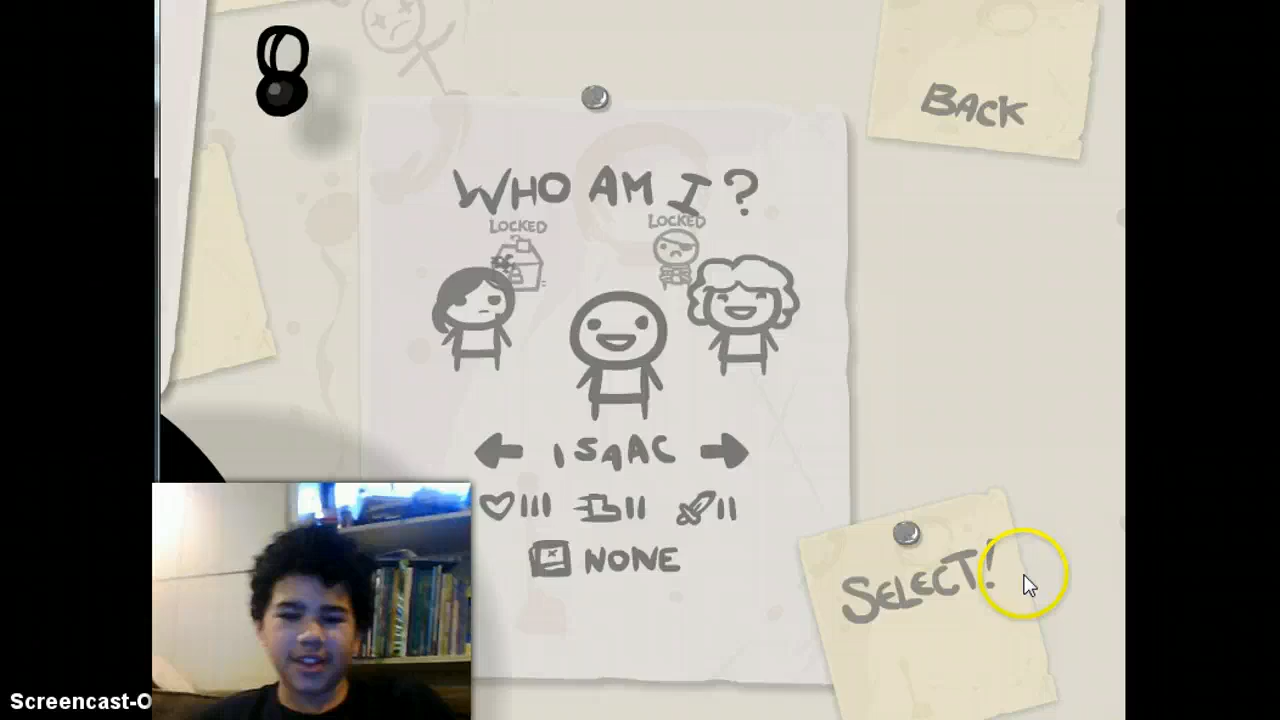 BACK
WHO AM I?
LOCKED
LOCKED
ISAAC
NONE
SELECT!
Screencast-O